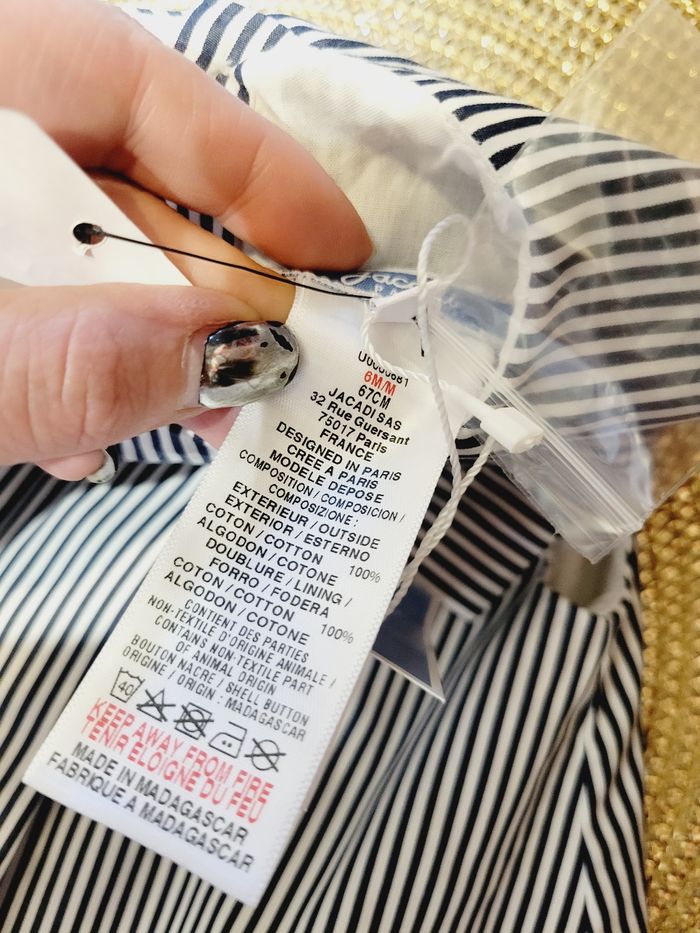 Jacadi
U0000681
6M/M
67CM
JACADI SAS
32 Rue Guersant
75017 Paris
FRANCE
DESIGNED IN PARIS
CREE A PARIS
MODELE DEPOSE
COMPOSITION / COMPOSICION /
COMPOSIZIONE :
EXTERIEUR / OUTSIDE
EXTERIOR / ESTERNO
COTON / COTTON
ALGODON / COTONE 100%
DOUBLURE / LINING /
FORRO / FODERA
COTON / COTTON
ALGODON / COTONE 100%
CONTIENT DES PARTIES
NON-TEXTILE D'ORIGINE ANIMALE /
CONTAINS NON-TEXTILE PART
OF ANIMAL ORIGIN
BOUTON NACRE / SHELL BUTTON
ORIGINE / ORIGIN : MADAGASCAR
40
KEEP AWAY FROM FIRE
TENIR ELOIGNE DU FEU
MADE IN MADAGASCAR
FABRIQUE A MADAGASCAR